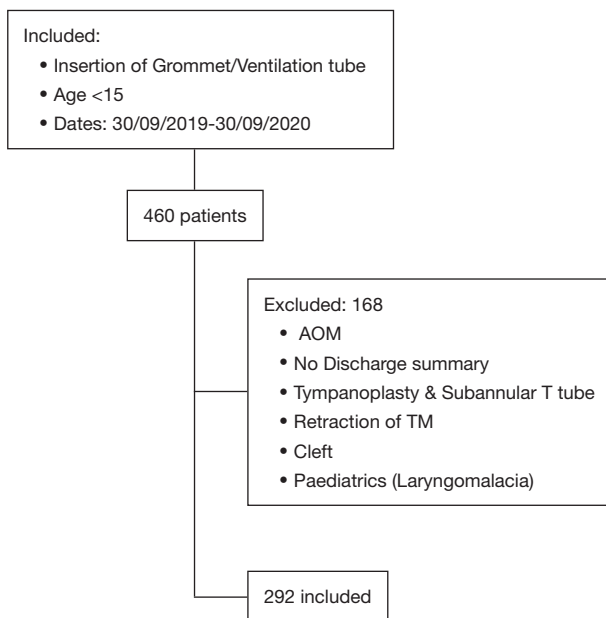 Included:
• Insertion of Grommet/Ventilation tube
• Age <15
• Dates: 30/09/2019-30/09/2020
460 patients
Excluded: 168
• AOM
• No Discharge summary
• Tympanoplasty & Subannular T tube
• Retraction of TM
• Cleft
• Paediatrics (Laryngomalacia)
292 included